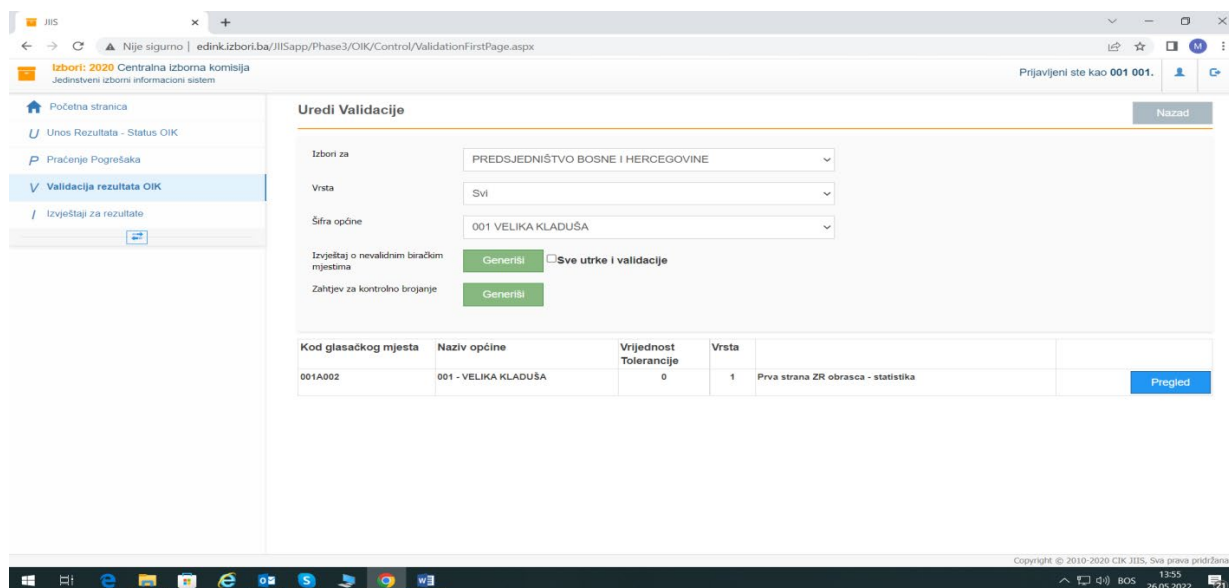 JIIS
Nije sigurno | edink.izbori.ba/JIISapp/Phase3/OIK/Control/ValidationFirstPage.aspx
M
Izbori: 2020 Centralna izborna komisija
Jedinstveni izborni informacioni sistem
Prijavljeni ste kao 001 001.
Početna stranica
U Unos Rezultata - Status OIK
P Praćenje Pogrešaka
V Validacija rezultata OIK
I Izvještaji za rezultate
Uredi Validacije
Nazad
Izbori za
PREDSJEDNIŠTVO BOSNE I HERCEGOVINE
Vrsta
Svi
Šifra općine
001 VELIKA KLADUŠA
Izvještaj o nevalidnim biračkim mjestima
Generiši
Sve utrke i validacije
Zahtjev za kontrolno brojanje
Generiši
Kod glasačkog mjesta Naziv općine Vrijednost Tolerancije Vrsta
001A002 001 - VELIKA KLADUŠA 0 1 Prva strana ZR obrasca - statistika Pregled
Copyright © 2010-2020 CIK JIIS, Sva prava pridržana
BOS
13:55
26.05.2022
21